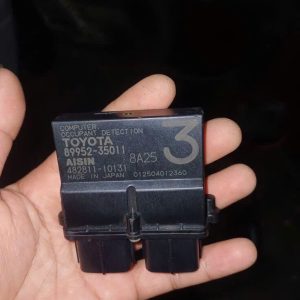 COMPUTER
OCCUPANT DETECTION
TOYOTA
89952-35011
AISIN 8A25 3
482811-10131
MADE IN JAPAN 012504012360